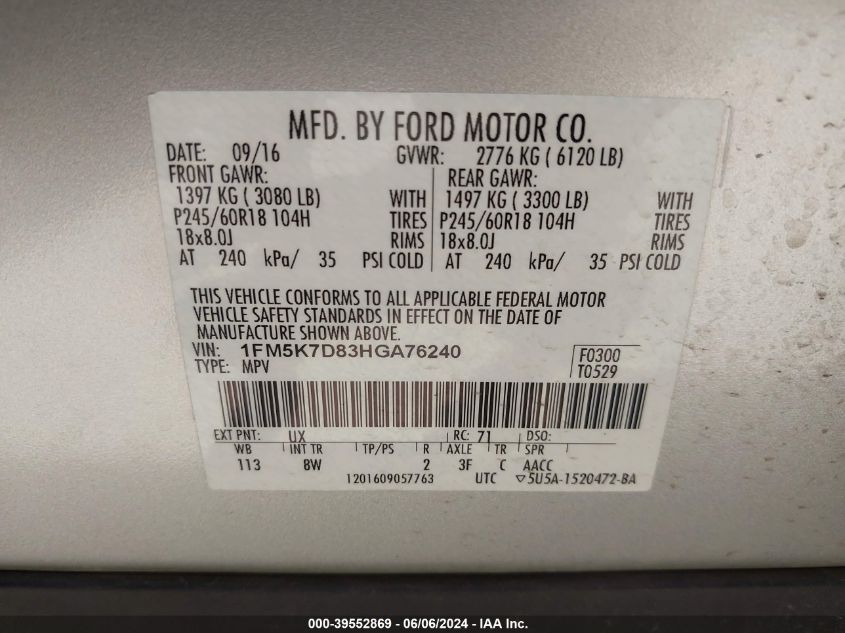 MFD. BY FORD MOTOR CO.
DATE: 09/16 GVWR: 2776 KG ( 6120 LB)
FRONT GAWR: REAR GAWR:
1397 KG ( 3080 LB) WITH 1497 KG ( 3300 LB) WITH
P245/60R18 104H TIRES P245/60R18 104H TIRES
18x8.0J RIMS 18x8.0J RIMS
AT 240 kPa/ 35 PSI COLD AT 240 kPa/ 35 PSI COLD
THIS VEHICLE CONFORMS TO ALL APPLICABLE FEDERAL MOTOR
VEHICLE SAFETY STANDARDS IN EFFECT ON THE DATE OF
MANUFACTURE SHOWN ABOVE.
VIN: 1FM5K7D83HGA76240 F0300
TYPE: MPV T0529
EXT PNT: UX RC: 71 DSO:
WB INT TR TP/PS R AXLE TR SPR
113 8W 2 3F C AACC
1201609057763 UTC ▽5U5A-1520472-BA
000-39552869 - 06/06/2024 - IAA Inc.